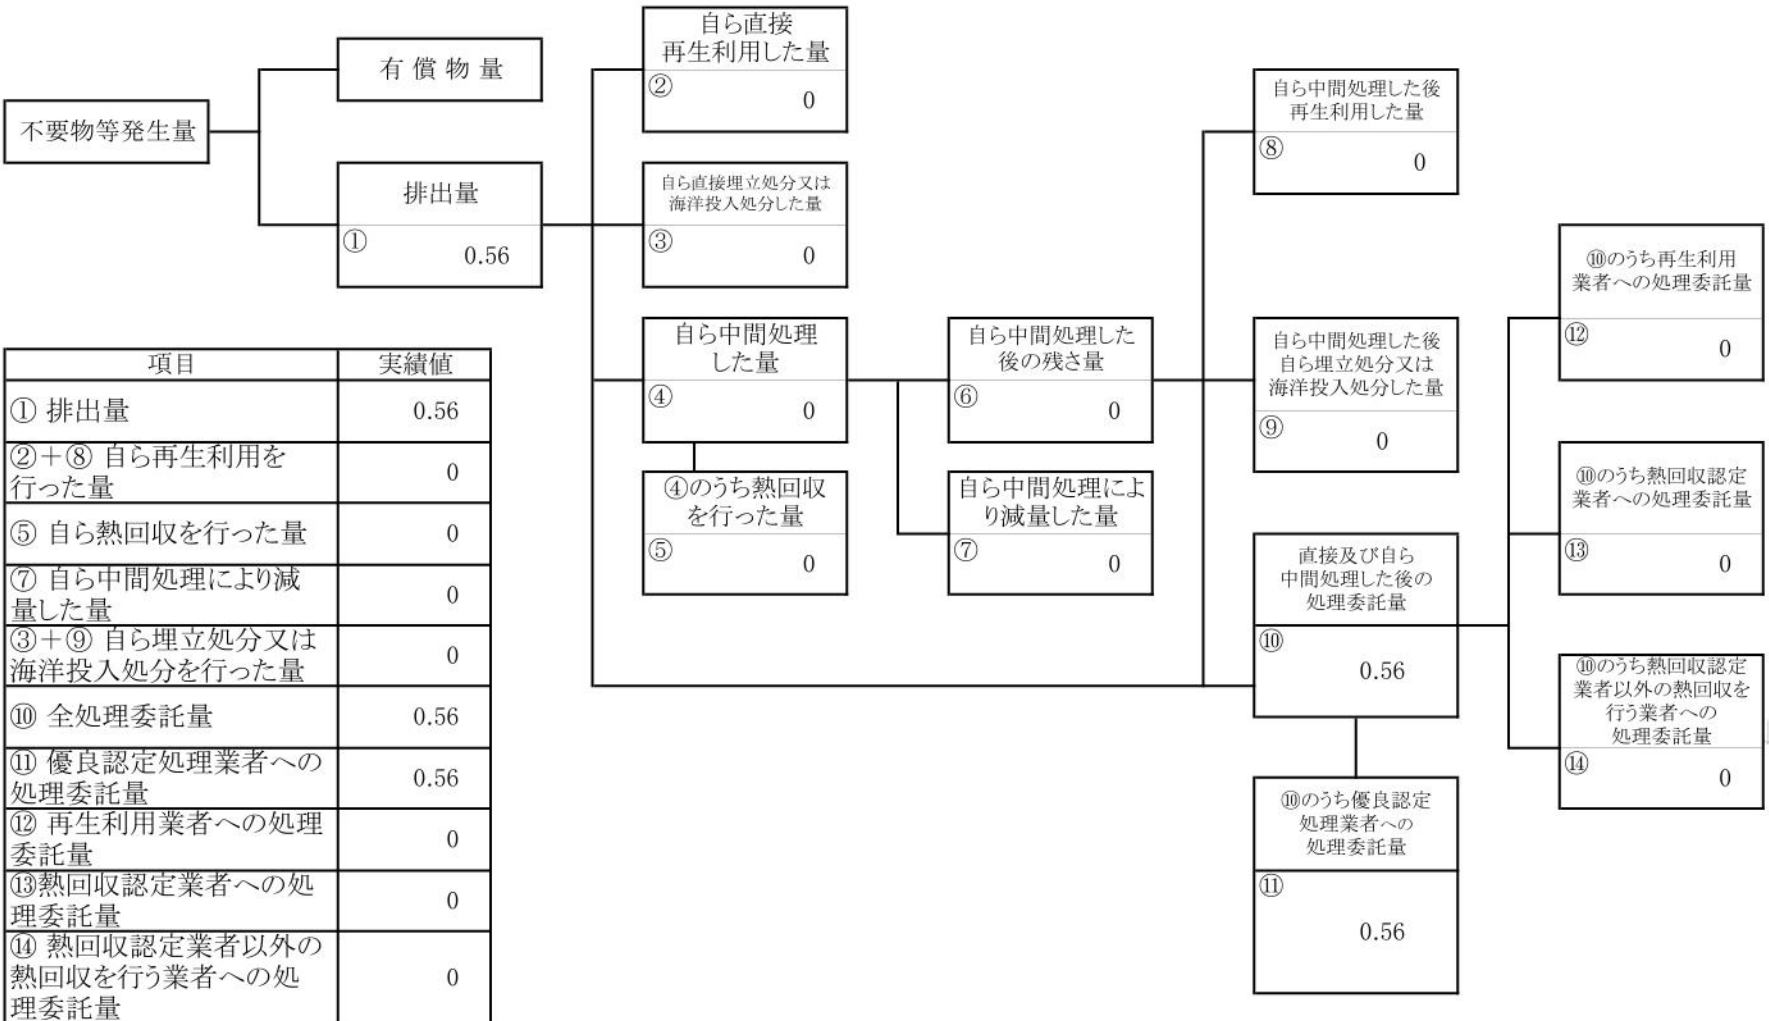 不要物等発生量
有 償 物 量
排出量
①
0.56
自ら直接
再生利用した量
②
0
自ら直接埋立処分又は
海洋投入処分した量
③
0
自ら中間処理
した量
④
0
④のうち熱回収
を行った量
⑤
0
自ら中間処理した
後の残さ量
⑥
0
自ら中間処理によ
り減量した量
⑦
0
自ら中間処理した後
再生利用した量
⑧
0
自ら中間処理した後
自ら埋立処分又は
海洋投入処分した量
⑨
0
直接及び自ら
中間処理した後の
処理委託量
⑩
0.56
⑩のうち優良認定
処理業者への
処理委託量
⑪
0.56
⑩のうち再生利用
業者への処理委託量
⑫
0
⑩のうち熱回収認定
業者への処理委託量
⑬
0
⑩のうち熱回収認定
業者以外の熱回収を
行う業者への
処理委託量
⑭
0
項目 実績値
① 排出量 0.56
②＋⑧ 自ら再生利用を
行った量 0
⑤ 自ら熱回収を行った量 0
⑦ 自ら中間処理により減
量した量 0
③＋⑨ 自ら埋立処分又は
海洋投入処分を行った量 0
⑩ 全処理委託量 0.56
⑪ 優良認定処理業者への
処理委託量 0.56
⑫ 再生利用業者への処理
委託量 0
⑬熱回収認定業者への処
理委託量 0
⑭ 熱回収認定業者以外の
熱回収を行う業者への処
理委託量 0